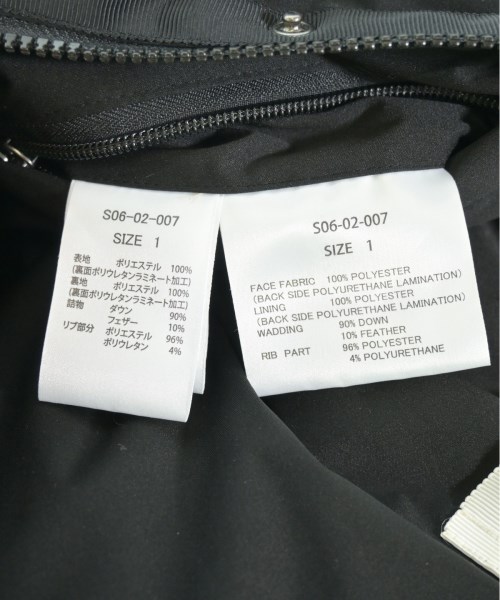 S06-02-007
SIZE 1
表地 ポリエステル 100%
(裏面ポリウレタンラミネート加工)
裏地 ポリエステル 100%
(裏面ポリウレタンラミネート加工)
詰物 ダウン 90%
フェザー 10%
リブ部分 ポリエステル 96%
ポリウレタン 4%
S06-02-007
SIZE 1
FACE FABRIC 100% POLYESTER
(BACK SIDE POLYURETHANE LAMINATION)
LINING 100% POLYESTER
(BACK SIDE POLYURETHANE LAMINATION)
WADDING 90% DOWN
10% FEATHER
RIB PART 96% POLYESTER
4% POLYURETHANE